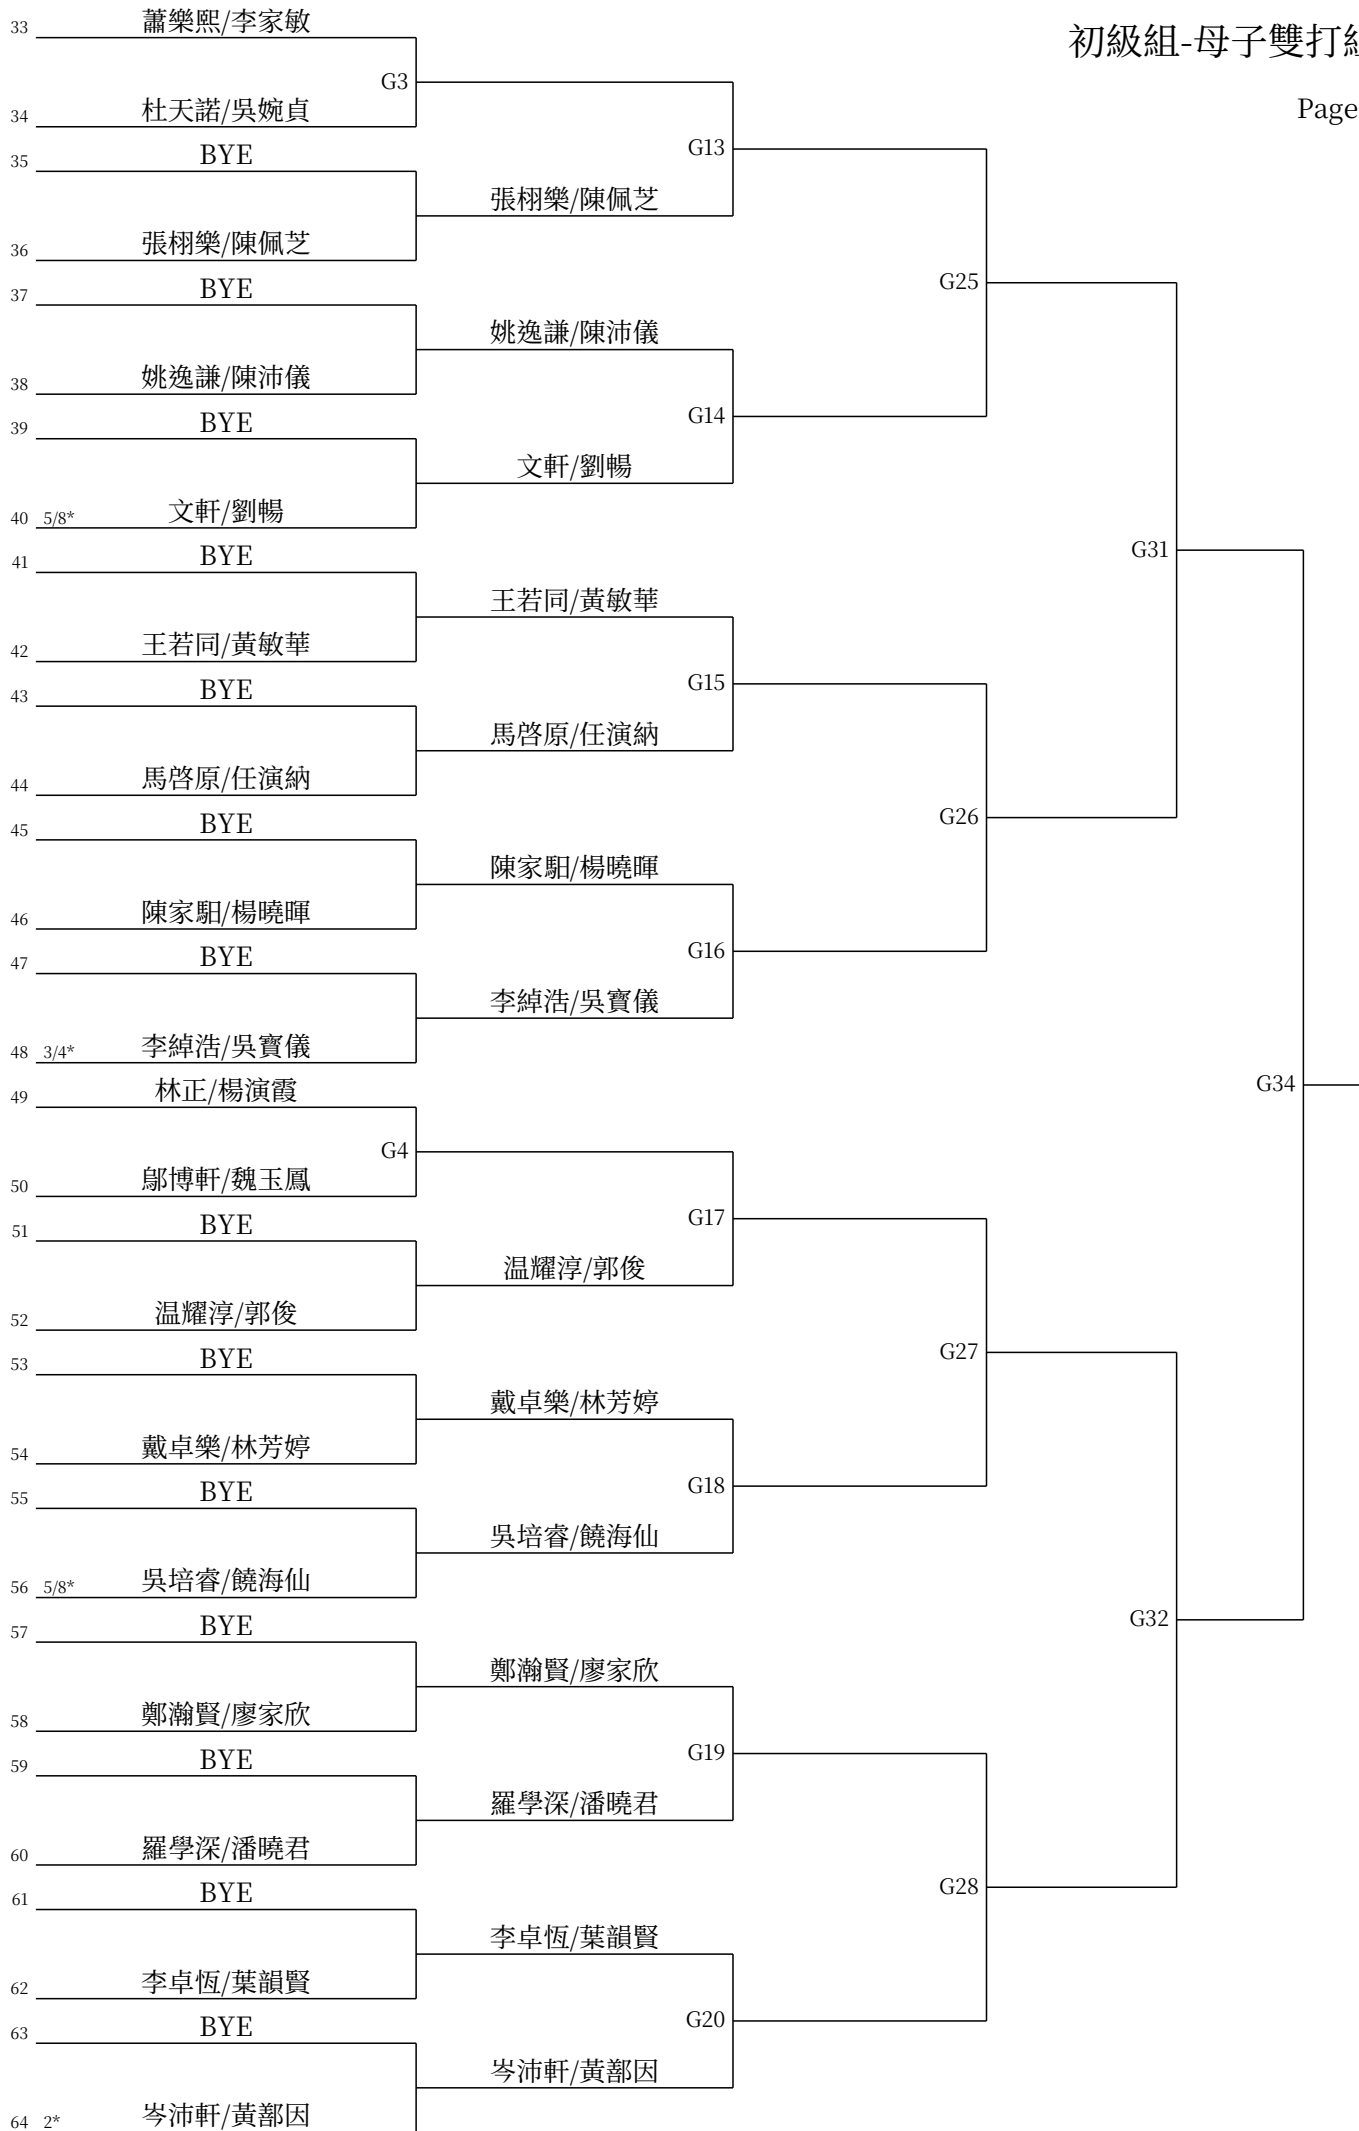 初級組-母子雙打
Page
33 蕭樂熙/李家敏
G3
34 杜天諾/吳婉貞
G13
35 BYE
張栩樂/陳佩芝
36 張栩樂/陳佩芝
G25
37 BYE
姚逸謙/陳沛儀
38 姚逸謙/陳沛儀
G14
39 BYE
文軒/劉暢
40 5/8* 文軒/劉暢
G31
41 BYE
王若同/黃敏華
42 王若同/黃敏華
G15
43 BYE
馬啓原/任演納
44 馬啓原/任演納
G26
45 BYE
陳家馹/楊曉暉
46 陳家馹/楊曉暉
G16
47 BYE
李綽浩/吳寳儀
48 3/4* 李綽浩/吳寳儀
G34
49 林正/楊演霞
G4
50 鄔博軒/魏玉鳳
G17
51 BYE
温耀淳/郭俊
52 温耀淳/郭俊
G27
53 BYE
戴卓樂/林芳婷
54 戴卓樂/林芳婷
G18
55 BYE
吳培睿/饒海仙
56 5/8* 吳培睿/饒海仙
G32
57 BYE
鄭瀚賢/廖家欣
58 鄭瀚賢/廖家欣
G19
59 BYE
羅學深/潘曉君
60 羅學深/潘曉君
G28
61 BYE
李卓恆/葉韻賢
62 李卓恆/葉韻賢
G20
63 BYE
岑沛軒/黃鄯因
64 2* 岑沛軒/黃鄯因